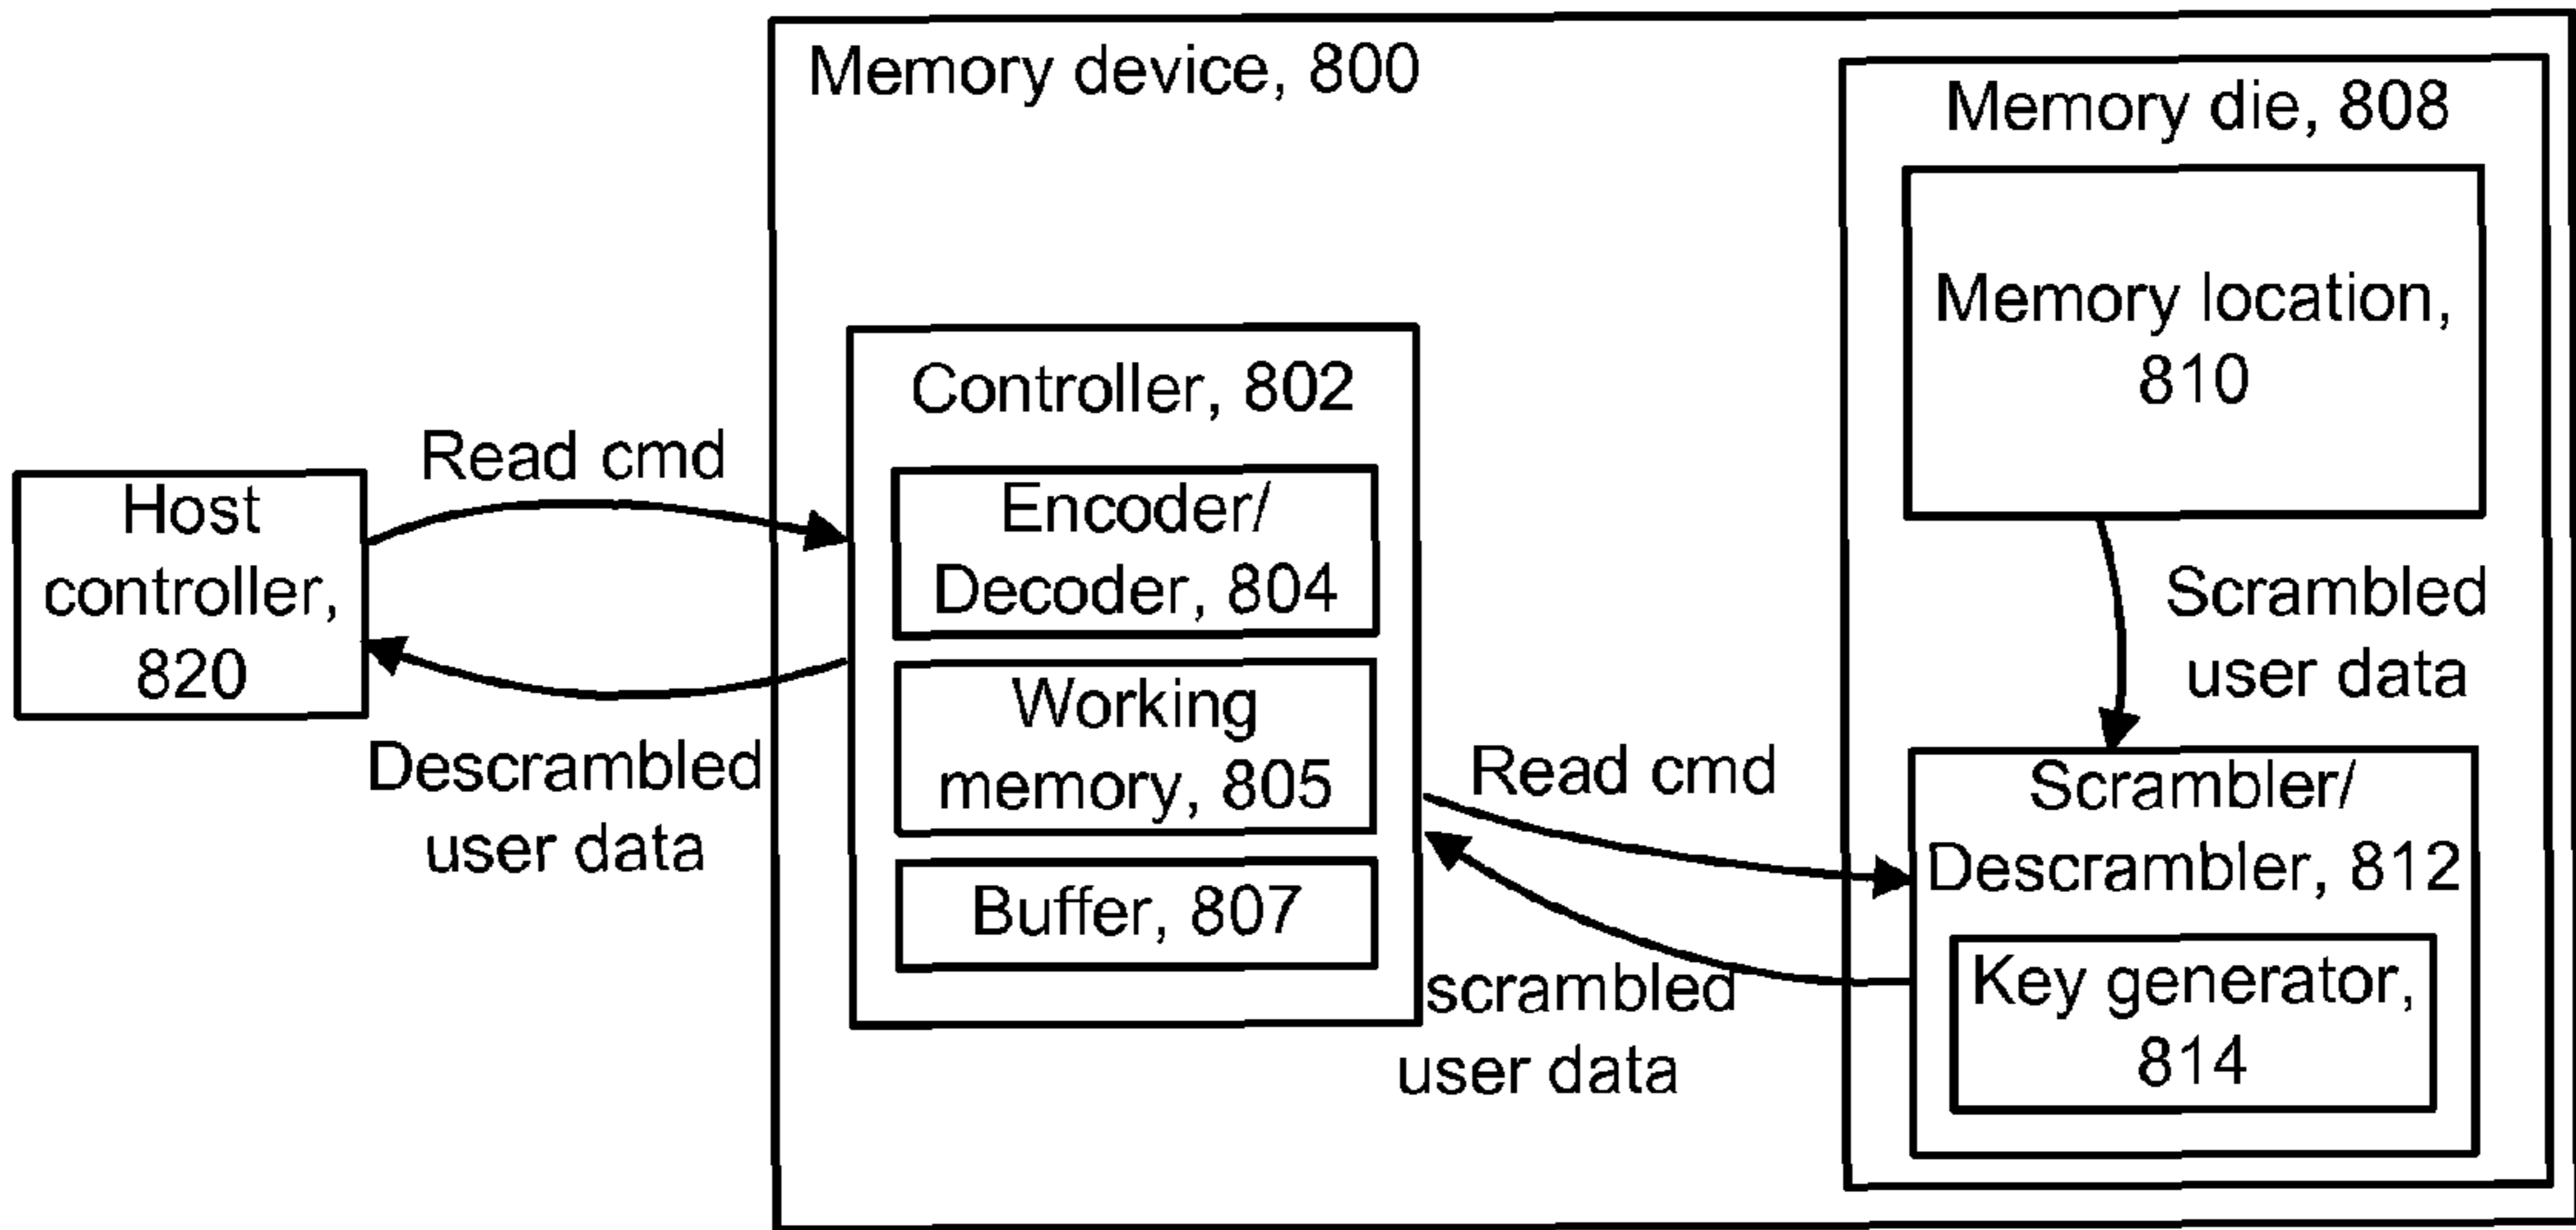 Memory device, 800
Memory die, 808
Memory location,
810
Controller, 802
Read cmd
Encoder/
Decoder, 804
Host
controller,
820
Scrambled
user data
Working
memory, 805
Descrambled
user data
Read cmd
Scrambler/
Descrambler, 812
Buffer, 807
scrambled
user data
Key generator,
814